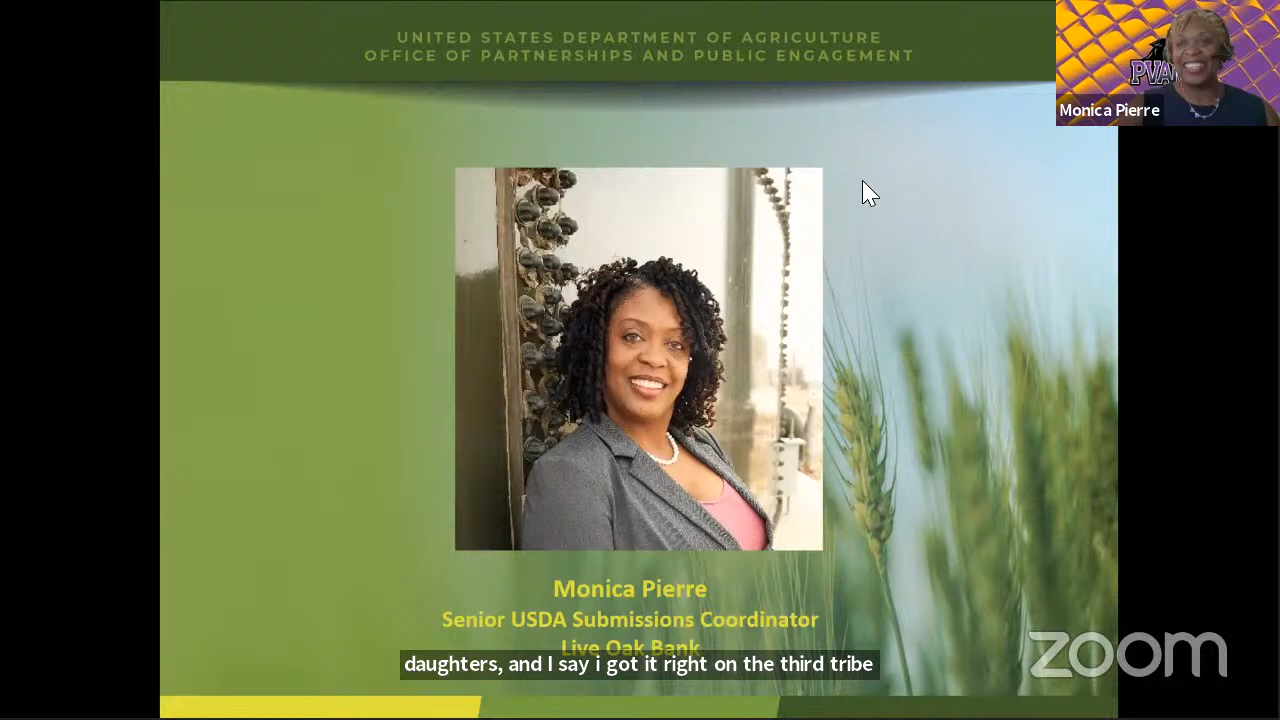 UNITED STATES DEPARTMENT OF AGRICULTURE
OFFICE OF PARTNERSHIPS AND PUBLIC ENGAGEMENT
PVA
Monica Pierre
Monica Pierre
Senior USDA Submissions Coordinator
Live Oak Bank
daughters, and I say i got it right on the third tribe
zoom